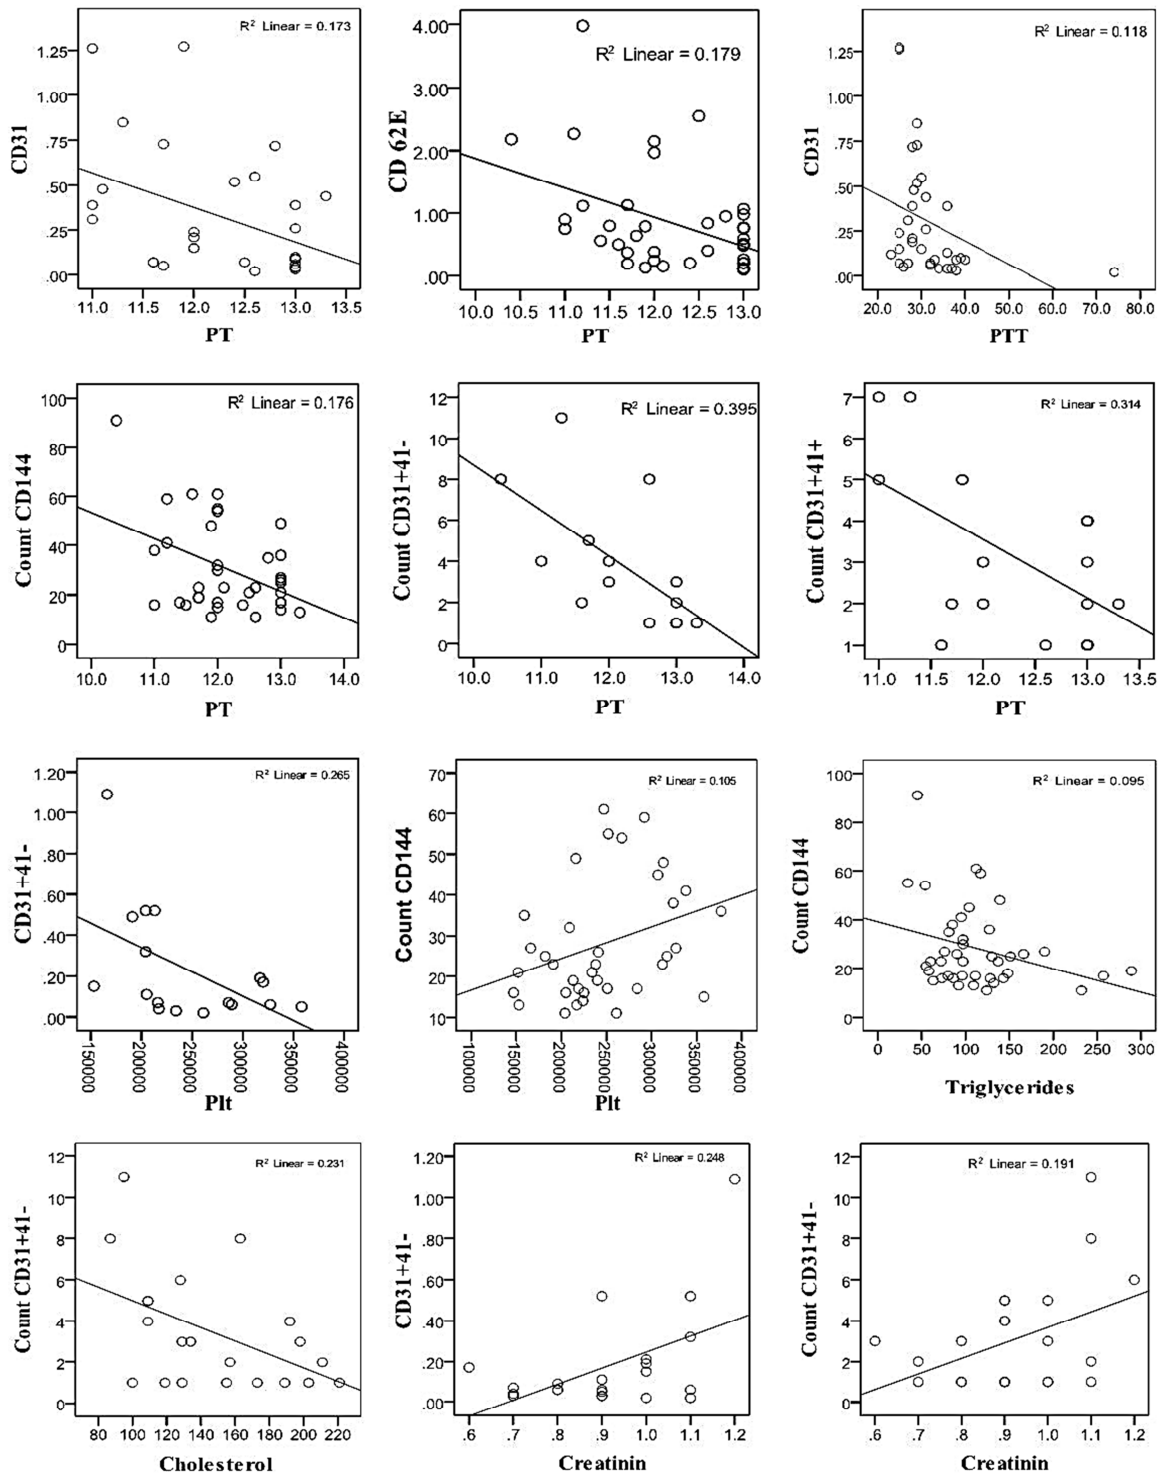 R² Linear = 0.173
CD31
1.25
1.00
.75
.50
.25
.00
11.0 11.5 12.0 12.5 13.0 13.5
PT
R² Linear = 0.179
CD 62E
4.00
3.00
2.00
1.00
.00
10.0 10.5 11.0 11.5 12.0 12.5 13.0
PT
R² Linear = 0.118
CD31
1.25
1.00
.75
.50
.25
.00
20.0 30.0 40.0 50.0 60.0 70.0 80.0
PTT
R² Linear = 0.176
Count CD144
100
80
60
40
20
0
10.0 11.0 12.0 13.0 14.0
PT
R² Linear = 0.395
Count CD31+41-
12
10
8
6
4
2
0
10.0 11.0 12.0 13.0 14.0
PT
R² Linear = 0.314
Count CD31+41+
7
6
5
4
3
2
1
11.0 11.5 12.0 12.5 13.0 13.5
PT
R² Linear = 0.265
CD31+41-
1.20
1.00
.80
.60
.40
.20
.00
150000 200000 250000 300000 350000 400000
Plt
R² Linear = 0.105
Count CD144
70
60
50
40
30
20
10
100000 150000 200000 250000 300000 350000 400000
Plt
R² Linear = 0.095
Count CD144
100
80
60
40
20
0
0 50 100 150 200 250 300
Triglycerides
R² Linear = 0.231
Count CD31+41-
12
10
8
6
4
2
0
80 100 120 140 160 180 200 220
Cholesterol
R² Linear = 0.248
CD31+41-
1.20
1.00
.80
.60
.40
.20
.00
.6 .7 .8 .9 1.0 1.1 1.2
Creatinin
R² Linear = 0.191
Count CD31+41-
12
10
8
6
4
2
0
.6 .7 .8 .9 1.0 1.1 1.2
Creatinin